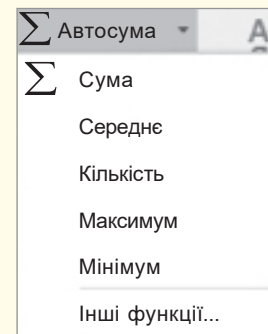 ∑ Автосума
∑ Сума
Середнє
Кількість
Максимум
Мінімум
Інші функції...